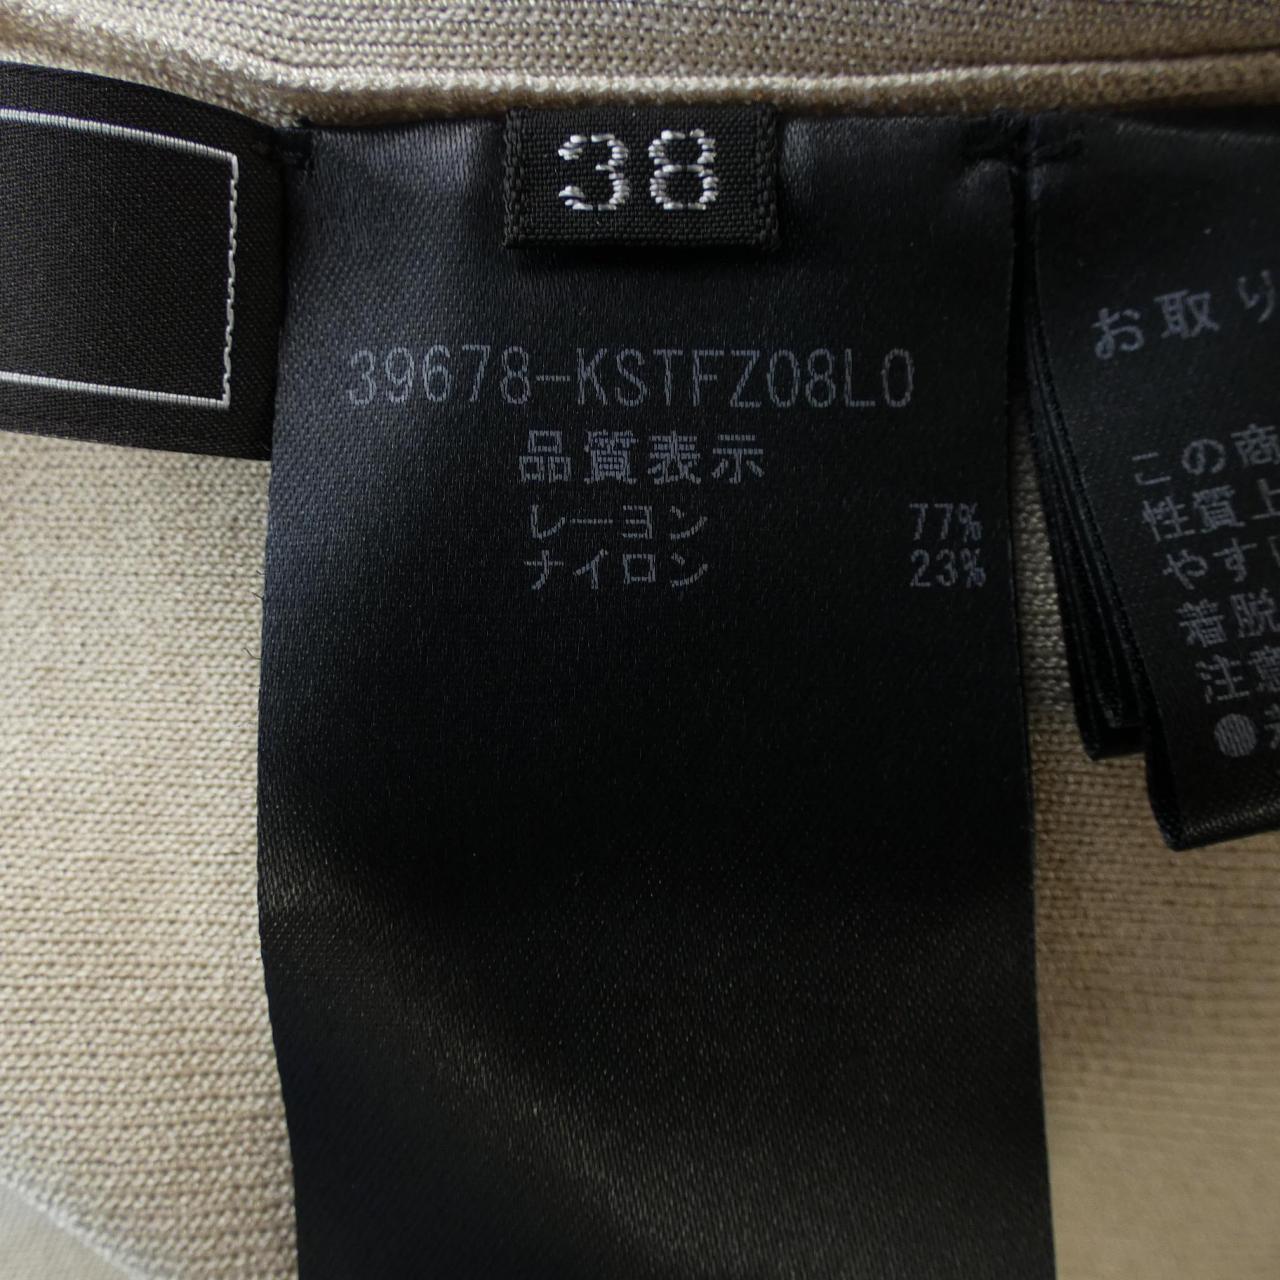 38
39678-KSTFZ08L0
品質表示
レーヨン 77%
ナイロン 23%
お取り
この商
性質上
やす
着脱
注意
●